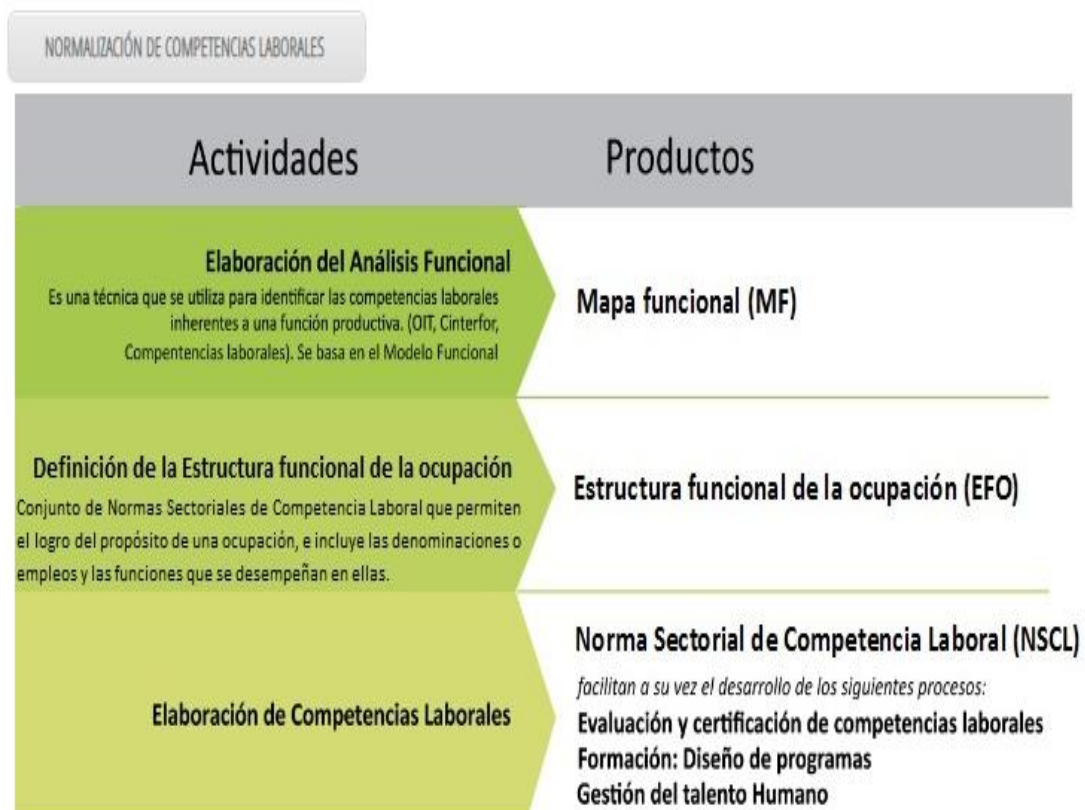 NORMALIZACIÓN DE COMPETENCIAS LABORALES
Actividades
Productos
Elaboración del Análisis Funcional
Es una técnica que se utiliza para identificar las competencias laborales
inherentes a una función productiva. (OIT, Cinterfor,
Compentencias laborales). Se basa en el Modelo Funcional
Mapa funcional (MF)
Definición de la Estructura funcional de la ocupación
Conjunto de Normas Sectoriales de Competencia Laboral que permiten
el logro del propósito de una ocupación, e incluye las denominaciones o
empleos y las funciones que se desempeñan en ellas.
Estructura funcional de la ocupación (EFO)
Elaboración de Competencias Laborales
Norma Sectorial de Competencia Laboral (NSCL)
facilitan a su vez el desarrollo de los siguientes procesos:
Evaluación y certificación de competencias laborales
Formación: Diseño de programas
Gestión del talento Humano